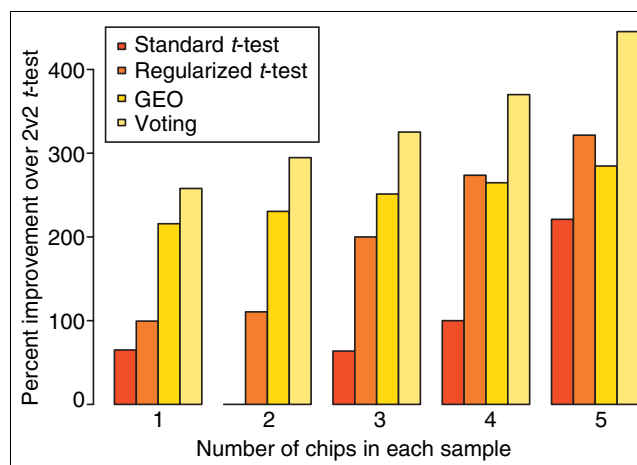 Standard t-test
Regularized t-test
GEO
Voting
Percent improvement over 2v2 t-test
400
300
200
100
0
1 2 3 4 5
Number of chips in each sample